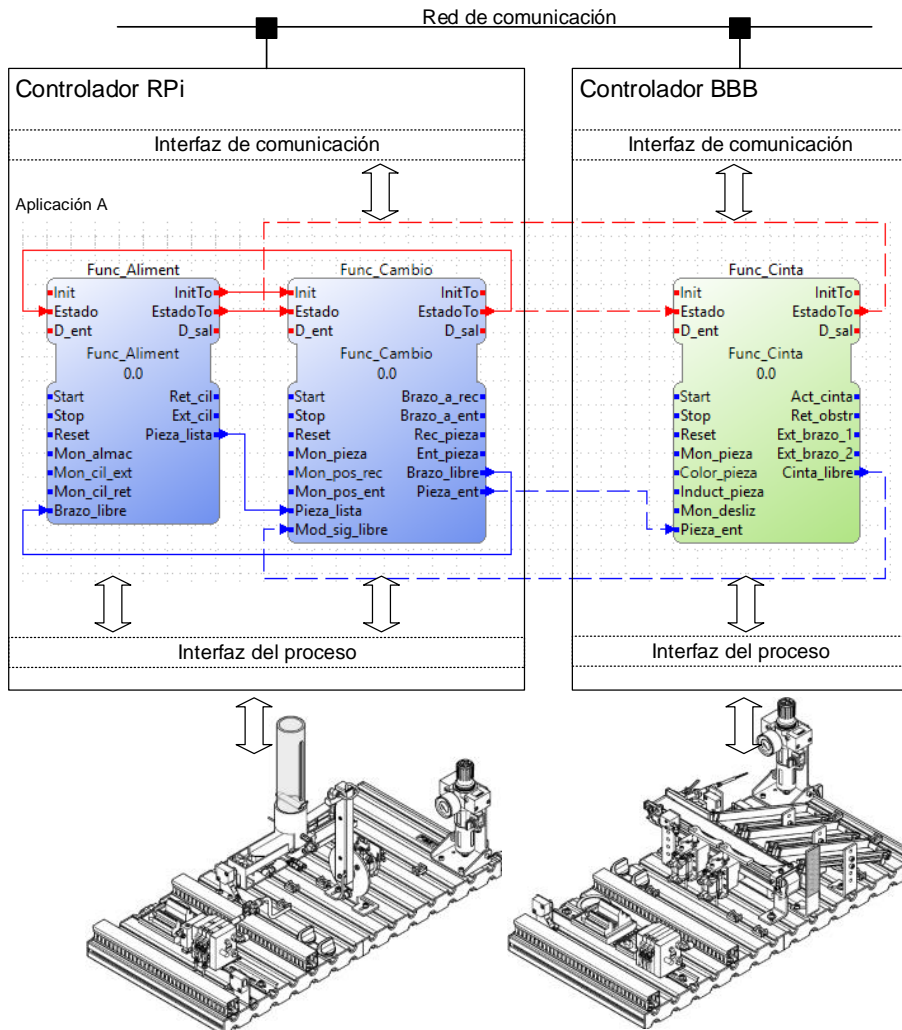 Red de comunicación
Controlador RPi
Controlador BBB
Interfaz de comunicación
Interfaz de comunicación
Aplicación A
Func_Aliment
Init InitTo
Estado EstadoTo
D_ent D_sal
Func_Aliment
0.0
Start Ret_cil
Stop Ext_cil
Reset Pieza_lista
Mon_almac
Mon_cil_ext
Mon_cil_ret
Brazo_libre
Func_Cambio
Init InitTo
Estado EstadoTo
D_ent D_sal
Func_Cambio
0.0
Start Brazo_a_rec
Stop Brazo_a_ent
Reset Rec_pieza
Mon_pieza Ent_pieza
Mon_pos_rec Brazo_libre
Mon_pos_ent Pieza_ent
Pieza_lista
Mod_sig_libre
Func_Cinta
Init InitTo
Estado EstadoTo
D_ent D_sal
Func_Cinta
0.0
Start Act_cinta
Stop Ret_obstr
Reset Ext_brazo_1
Mon_pieza Ext_brazo_2
Color_pieza Cinta_libre
Induct_pieza
Mon_desliz
Pieza_ent
Interfaz del proceso
Interfaz del proceso